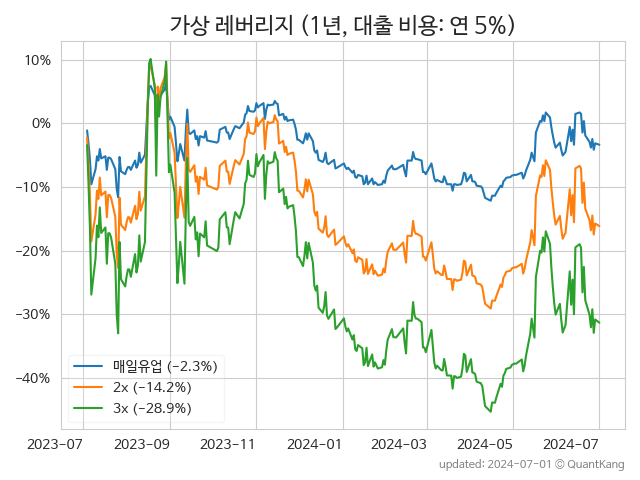 가상 레버리지 (1년, 대출 비용: 연 5%)
10%
0%
−10%
−20%
−30%
−40%
매일유업 (−2.3%)
2x (−14.2%)
3x (−28.9%)
2023-07
2023-09
2023-11
2024-01
2024-03
2024-05
2024-07
updated: 2024-07-01 © QuantKang